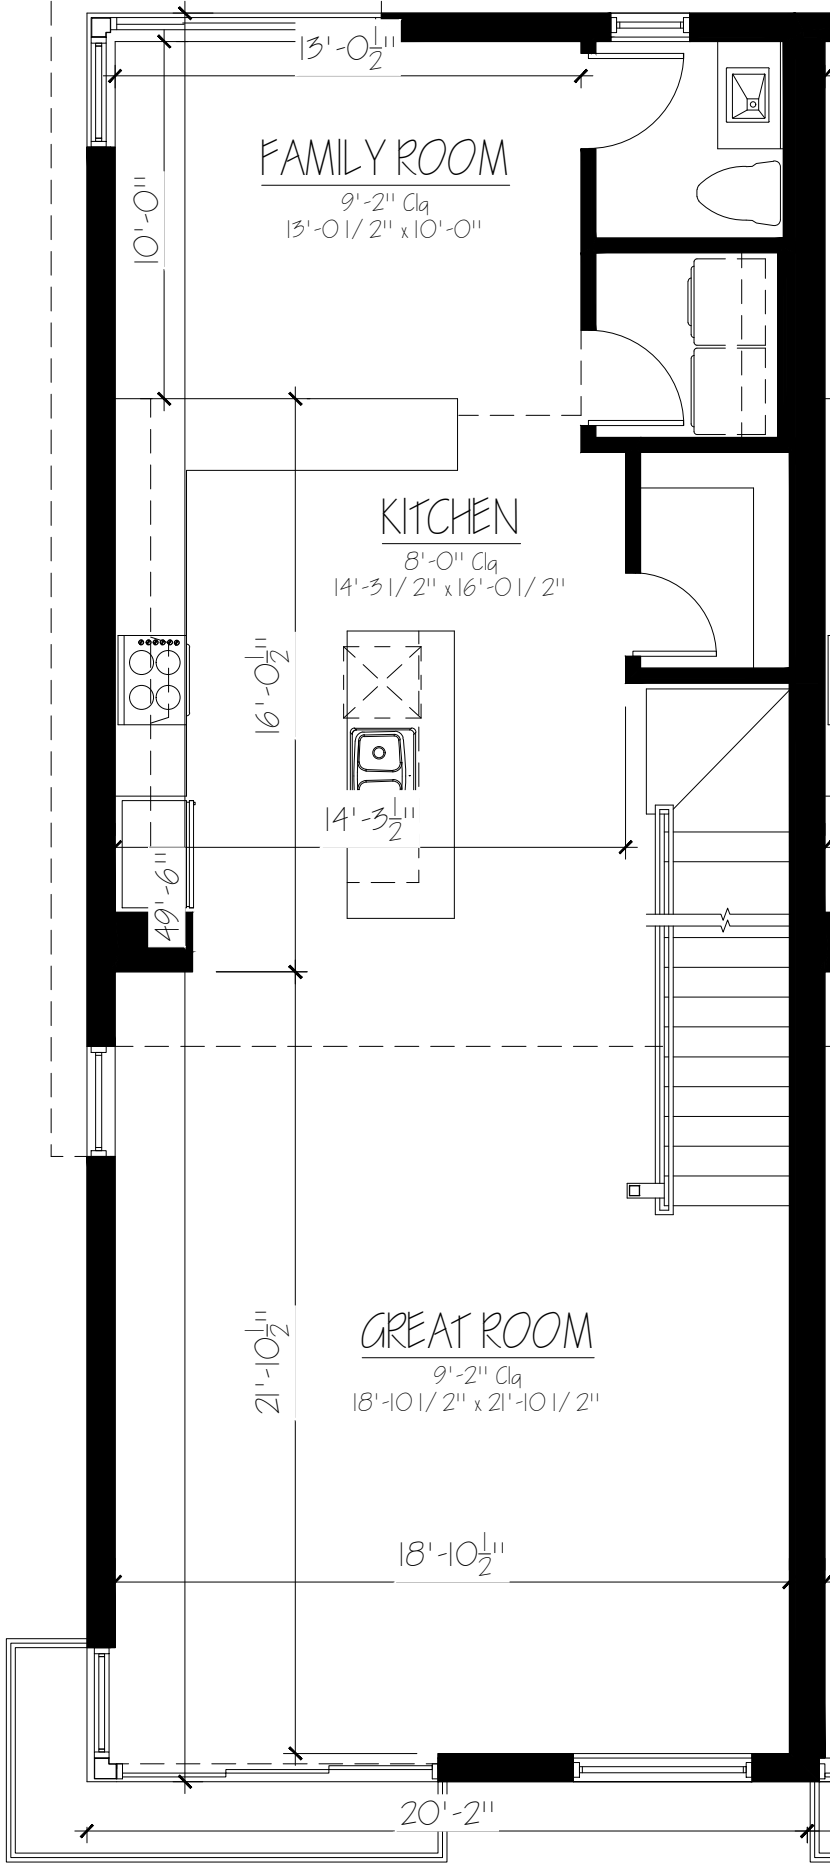 13'-0 1/2"
FAMILY ROOM
9'-2" Clg
13'-0 1/2" x 10'-0"
10'-0"
KITCHEN
8'-0" Clg
14'-3 1/2" x 16'-0 1/2"
16'-0 1/2"
14'-3 1/2"
49'-6"
GREAT ROOM
9'-2" Clg
18'-10 1/2" x 21'-10 1/2"
21'-10 1/2"
18'-10 1/2"
20'-2"